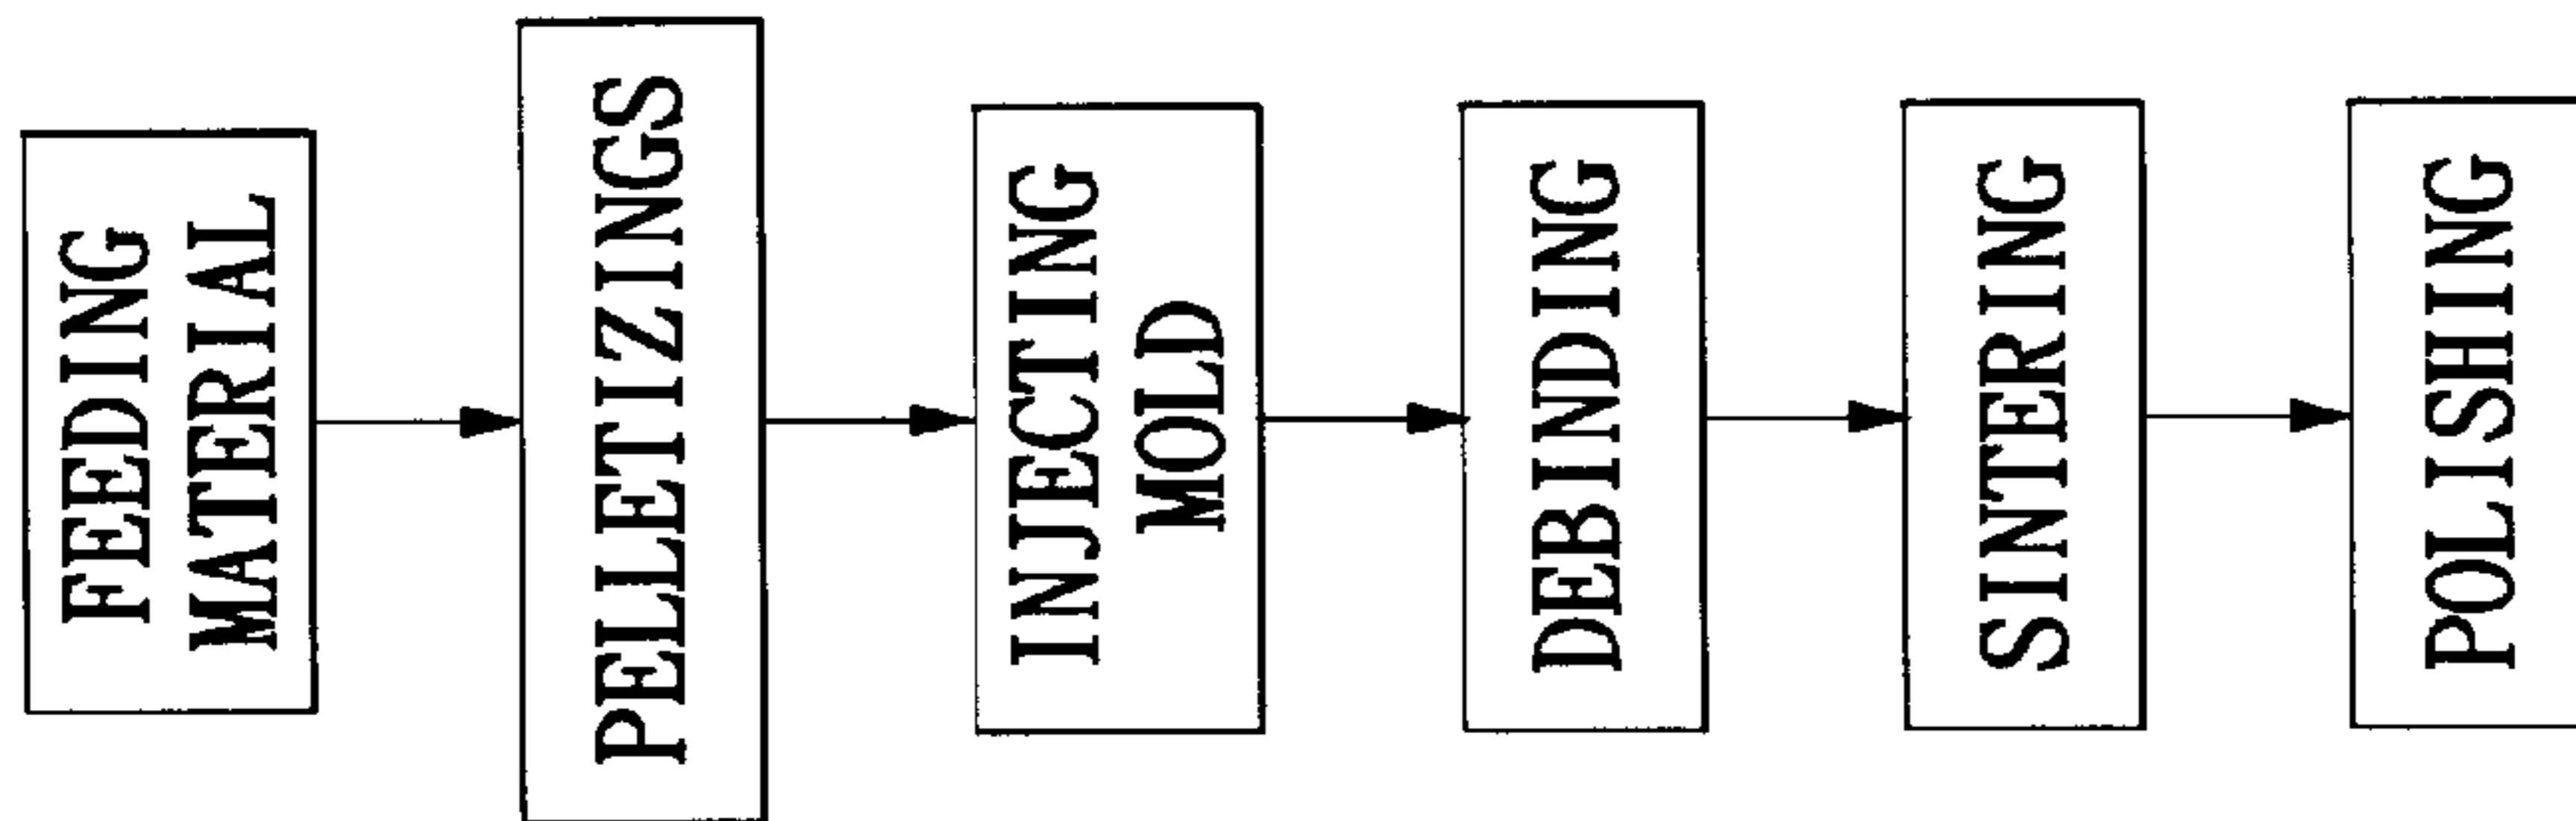 FEEDING
MATERIAL
PELLETIZINGS
INJECTING
MOLD
DEBINDING
SINTERING
POLISHING